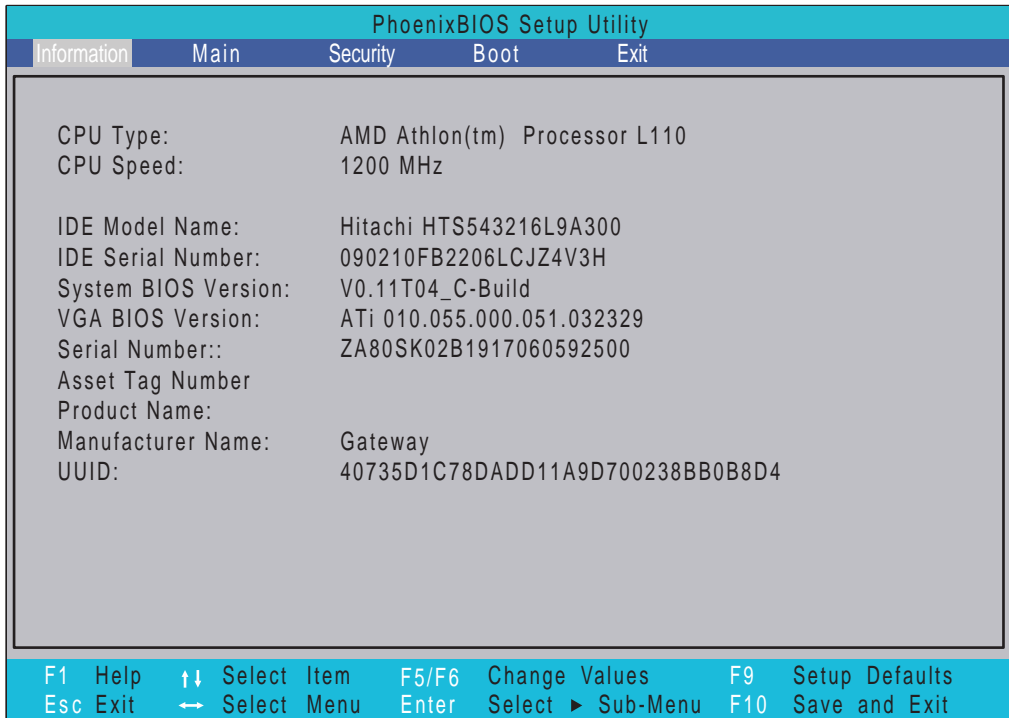 PhoenixBIOS Setup Utility
Information Main Security Boot Exit
CPU Type: AMD Athlon(tm) Processor L110
CPU Speed: 1200 MHz
IDE Model Name: Hitachi HTS543216L9A300
IDE Serial Number: 090210FB2206LCJZ4V3H
System BIOS Version: V0.11T04_C-Build
VGA BIOS Version: ATi 010.055.000.051.032329
Serial Number:: ZA80SK02B1917060592500
Asset Tag Number
Product Name:
Manufacturer Name: Gateway
UUID: 40735D1C78DADD11A9D700238BB0B8D4
F1 Help ↑↓ Select Item F5/F6 Change Values F9 Setup Defaults
Esc Exit ↔ Select Menu Enter Select ► Sub-Menu F10 Save and Exit